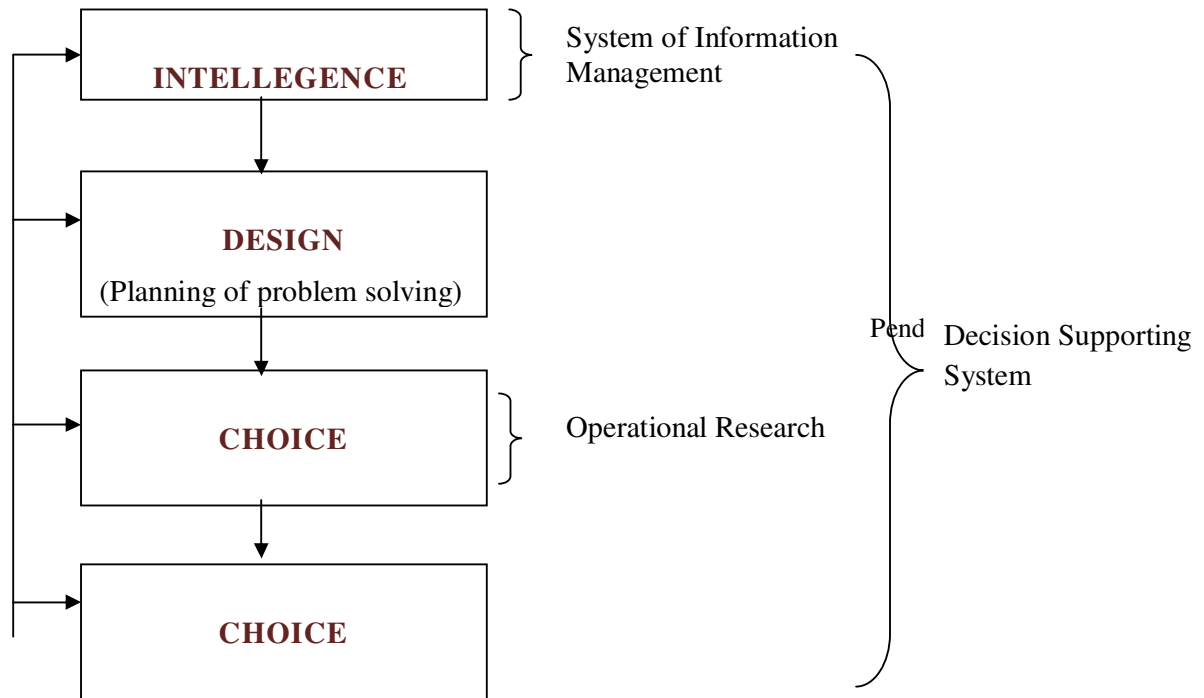 INTELLEGENCE
System of Information
Management
DESIGN
(Planning of problem solving)
Pend
Decision Supporting
System
CHOICE
Operational Research
CHOICE